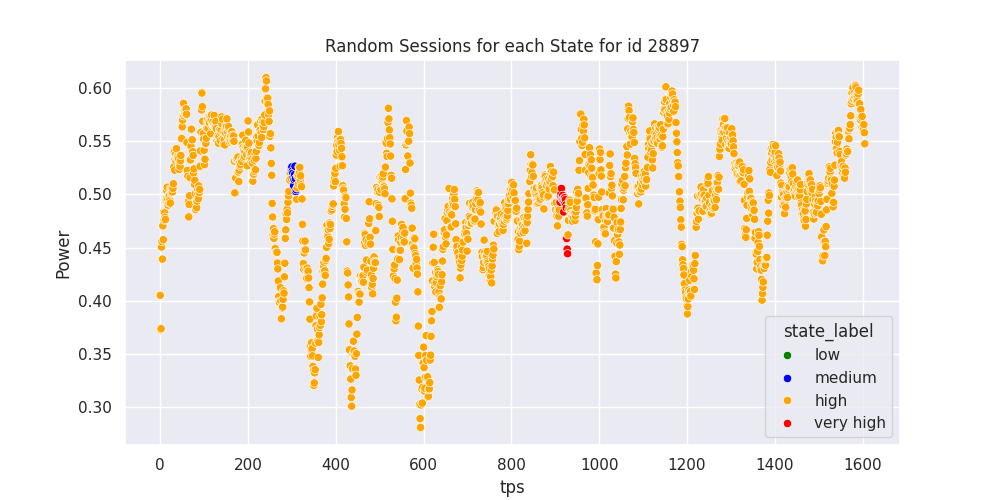 Random Sessions for each State for id 28897
0.60
0.55
0.50
0.45
0.40
0.35
0.30
Power
0 200 400 600 800 1000 1200 1400 1600
tps
state_label
low
medium
high
very high